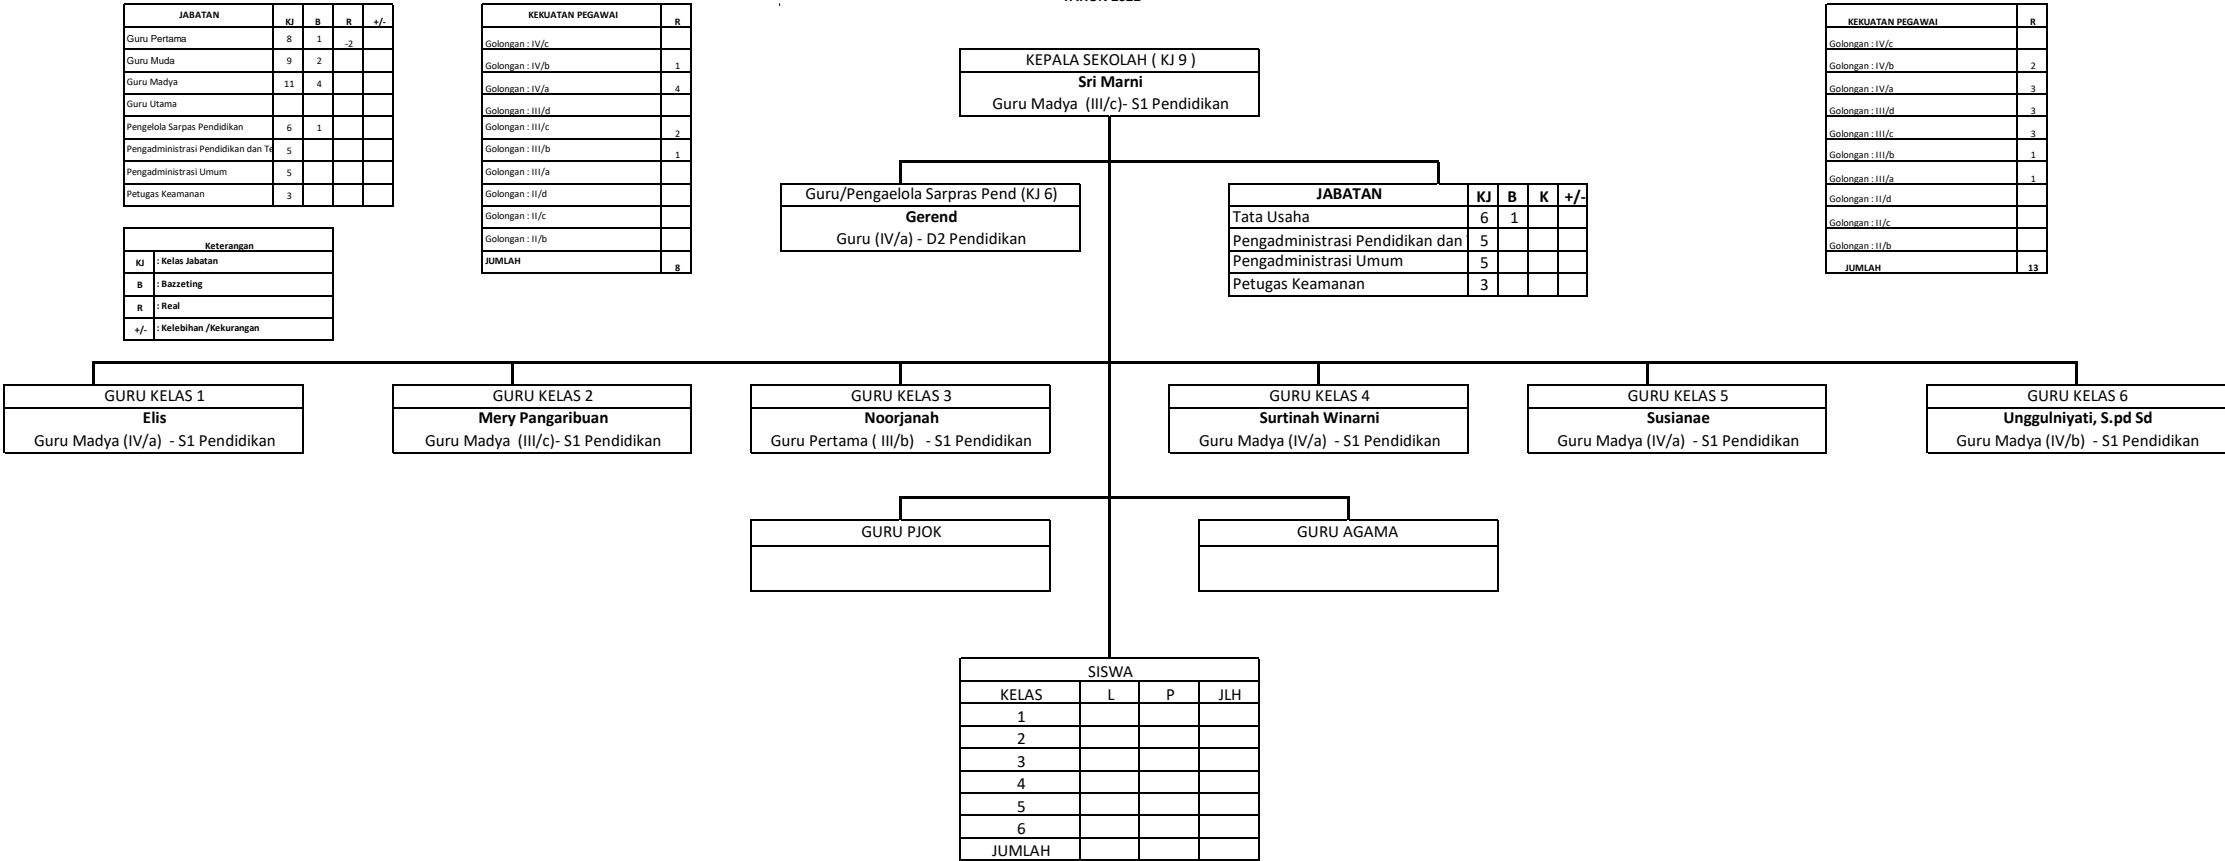 TAHUN 2022
JABATAN KJ B R +/-
Guru Pertama 8 1 -2
Guru Muda 9 2
Guru Madya 11 4
Guru Utama
Pengelola Sarpas Pendidikan 6 1
Pengadministrasi Pendidikan dan Te 5
Pengadministrasi Umum 5
Petugas Keamanan 3
Keterangan
KJ : Kelas Jabatan
B : Bazzeting
R : Real
+/- : Kelebihan /Kekurangan
KEKUATAN PEGAWAI R
Golongan : IV/c
Golongan : IV/b 1
Golongan : IV/a 4
Golongan : III/d
Golongan : III/c 2
Golongan : III/b 1
Golongan : III/a
Golongan : II/d
Golongan : II/c
Golongan : II/b
JUMLAH 8
KEPALA SEKOLAH ( KJ 9 )
Sri Marni
Guru Madya (III/c)- S1 Pendidikan
KEKUATAN PEGAWAI R
Golongan : IV/c
Golongan : IV/b 2
Golongan : IV/a 3
Golongan : III/d 3
Golongan : III/c 3
Golongan : III/b 1
Golongan : III/a 1
Golongan : II/d
Golongan : II/c
Golongan : II/b
JUMLAH 13
Guru/Pengaelola Sarpras Pend (KJ 6)
Gerend
Guru (IV/a) - D2 Pendidikan
JABATAN KJ B K +/-
Tata Usaha 6 1
Pengadministrasi Pendidikan dan 5
Pengadministrasi Umum 5
Petugas Keamanan 3
GURU KELAS 1
Elis
Guru Madya (IV/a) - S1 Pendidikan
GURU KELAS 2
Mery Pangaribuan
Guru Madya (III/c)- S1 Pendidikan
GURU KELAS 3
Noorjanah
Guru Pertama ( III/b) - S1 Pendidikan
GURU KELAS 4
Surtinah Winarni
Guru Madya (IV/a) - S1 Pendidikan
GURU KELAS 5
Susianae
Guru Madya (IV/a) - S1 Pendidikan
GURU KELAS 6
Unggulniyati, S.pd Sd
Guru Madya (IV/b) - S1 Pendidikan
GURU PJOK
GURU AGAMA
SISWA
KELAS L P JLH
1
2
3
4
5
6
JUMLAH